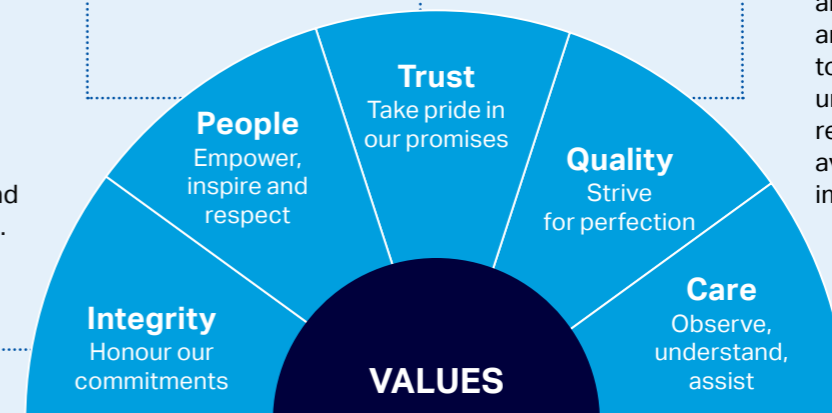 Integrity
Honour our
commitments
People
Empower,
inspire and
respect
Trust
Take pride in
our promises
Quality
Strive
for perfection
Care
Observe,
understand,
assist
VALUES